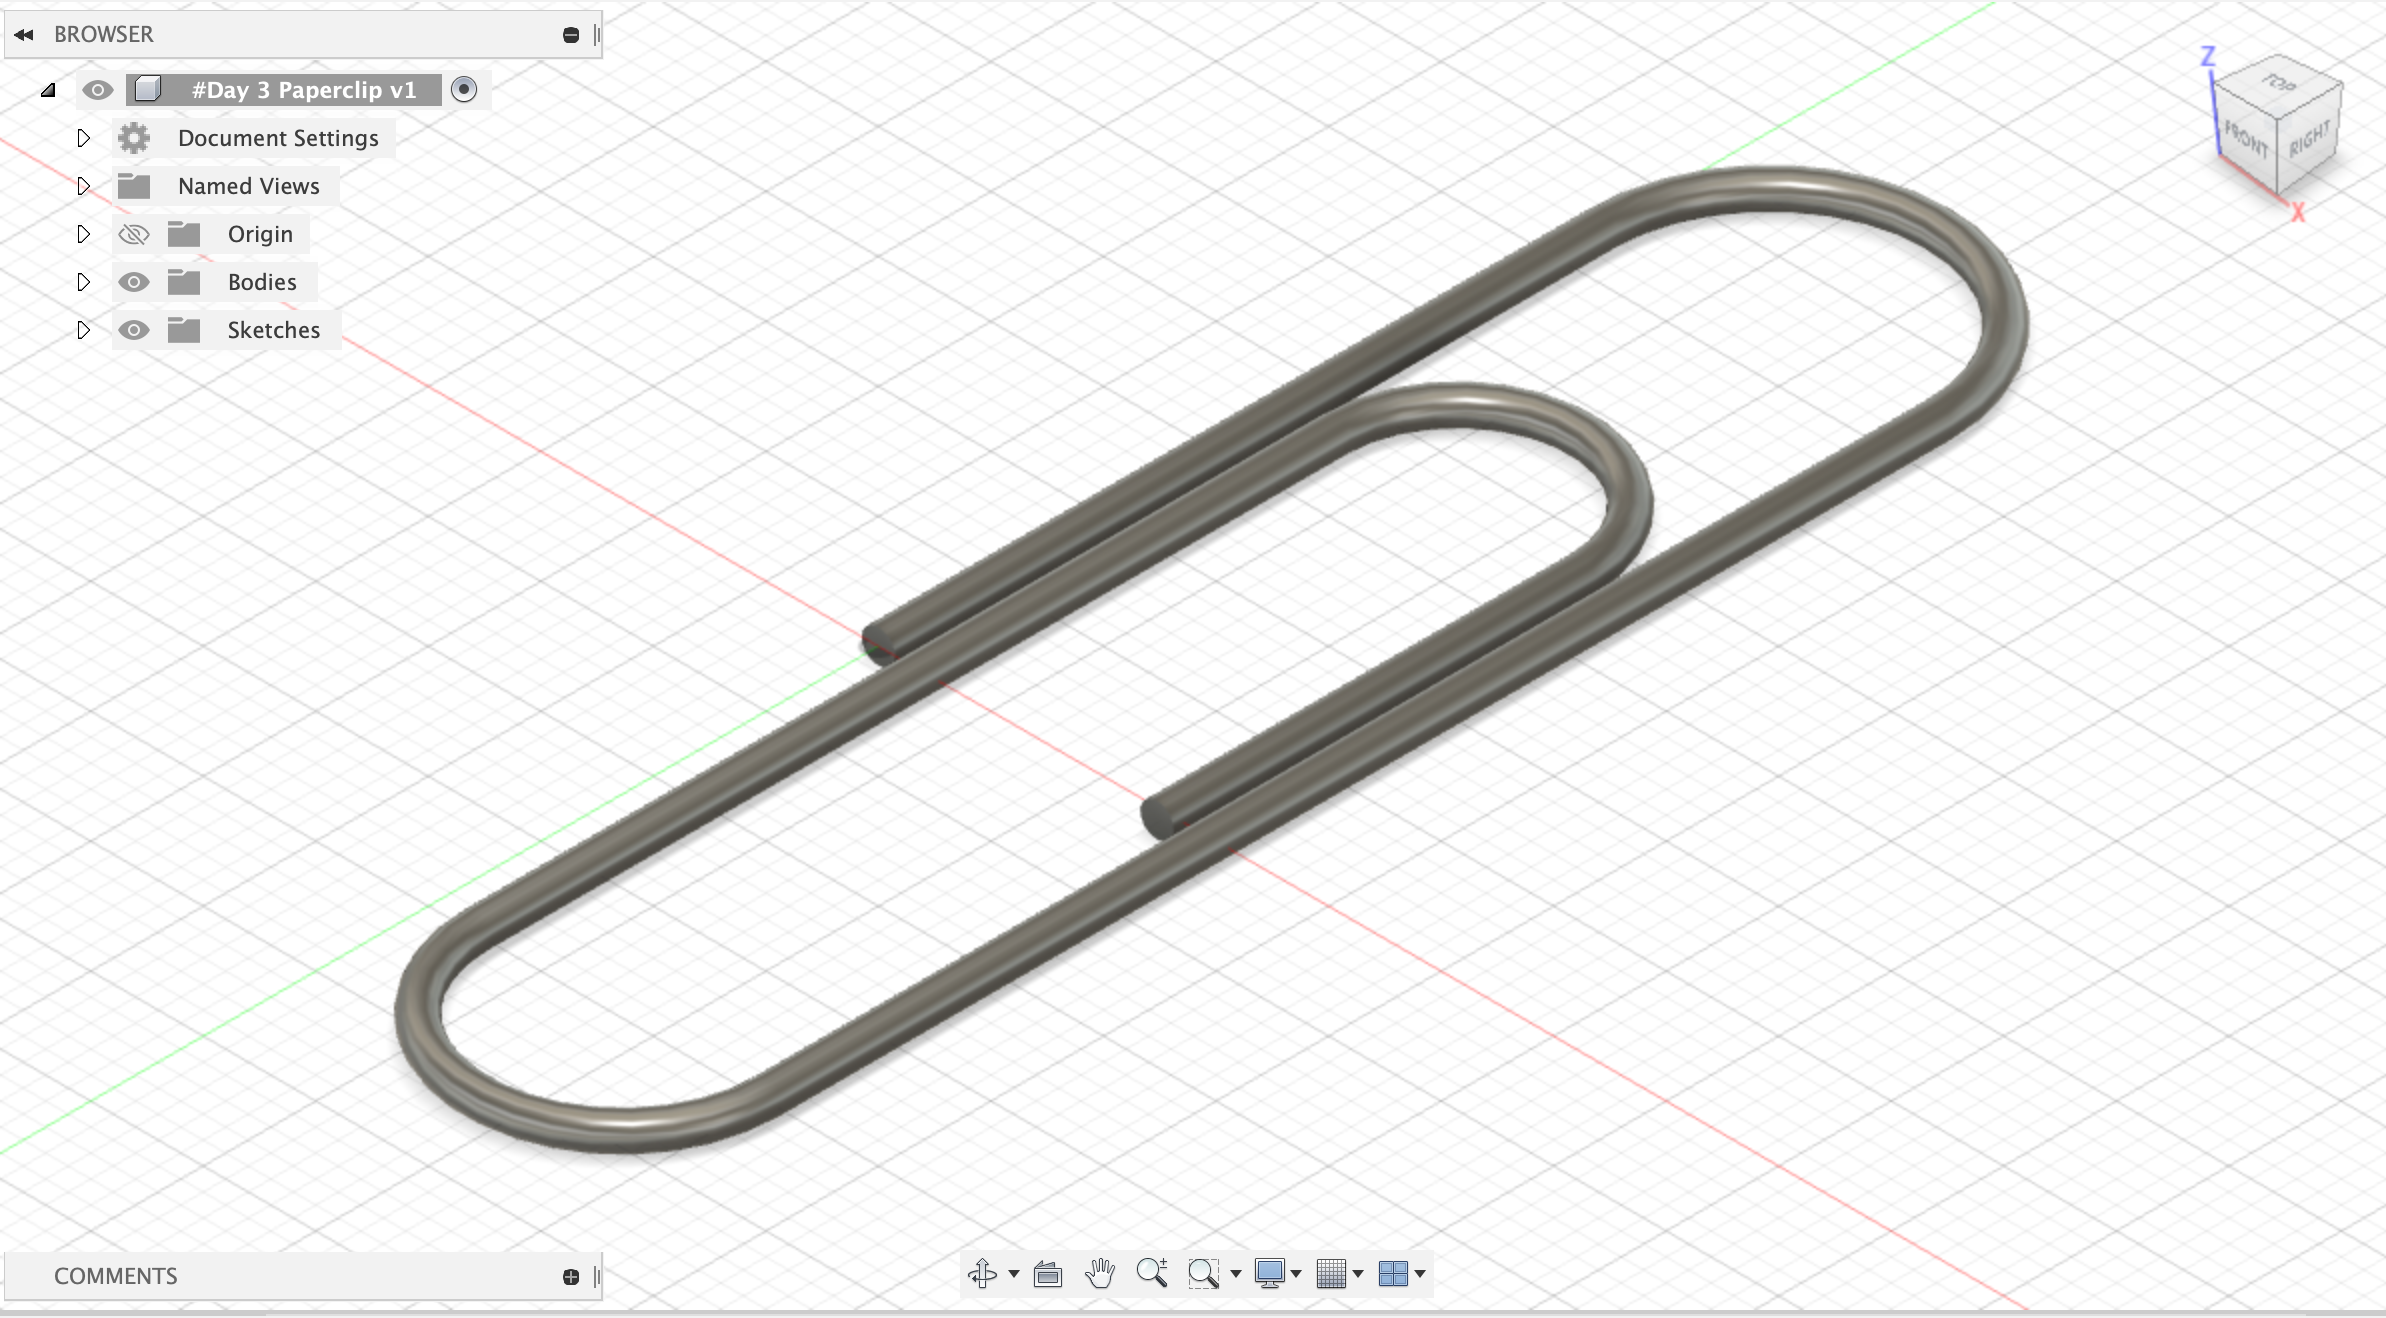 BROWSER
#Day 3 Paperclip v1
Document Settings
Named Views
Origin
Bodies
Sketches
Z
TOP
FRONT
RIGHT
X
COMMENTS